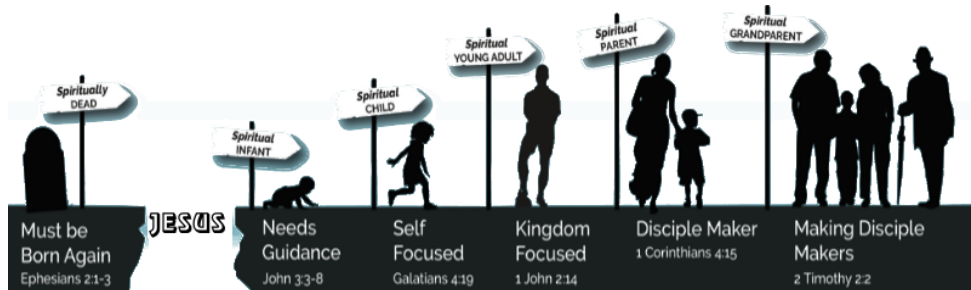 Spiritually
DEAD
Spiritual
INFANT
Spiritual
CHILD
Spiritual
YOUNG ADULT
Spiritual
PARENT
Spiritual
GRANDPARENT
Must be
Born Again
Ephesians 2:1-3
JESUS
Needs
Guidance
John 3:3-8
Self
Focused
Galatians 4:19
Kingdom
Focused
1 John 2:14
Disciple Maker
1 Corinthians 4:15
Making Disciple
Makers
2 Timothy 2:2